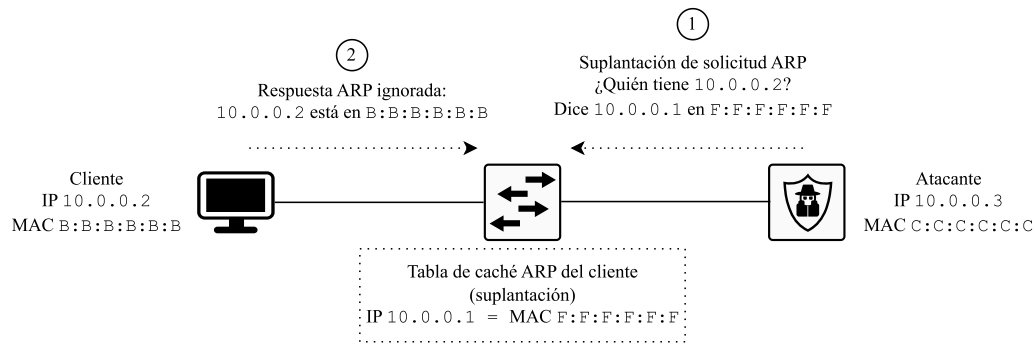 1
Suplantación de solicitud ARP
¿Quién tiene 10.0.0.2?
Dice 10.0.0.1 en F:F:F:F:F:F
2
Respuesta ARP ignorada:
10.0.0.2 está en B:B:B:B:B:B
Cliente
IP 10.0.0.2
MAC B:B:B:B:B:B
Atacante
IP 10.0.0.3
MAC C:C:C:C:C:C
Tabla de caché ARP del cliente
(suplantación)
IP 10.0.0.1 = MAC F:F:F:F:F:F